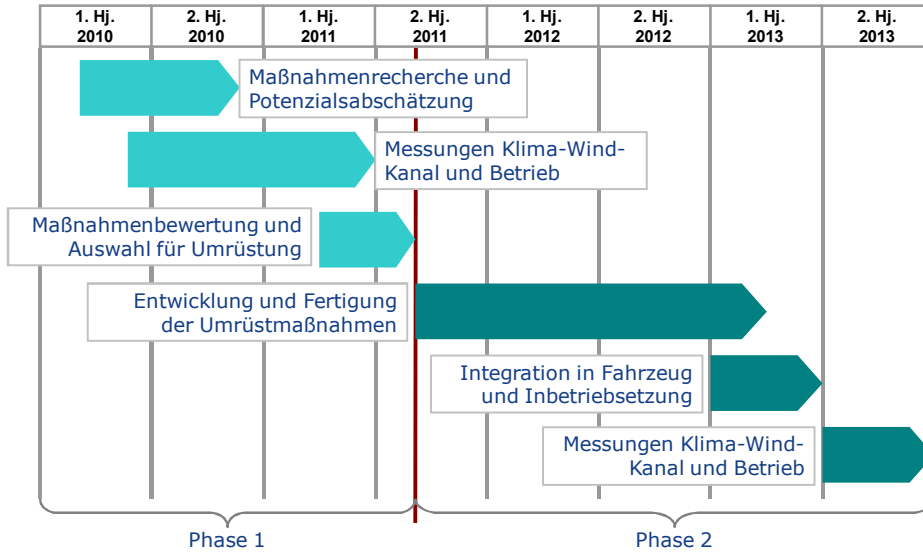 1. Hj. 2. Hj. 1. Hj. 2. Hj. 1. Hj. 2. Hj. 1. Hj. 2. Hj.
2010 2010 2011 2011 2012 2012 2013 2013
Maßnahmenrecherche und
Potenzialsabschätzung
Messungen Klima-Wind-
Kanal und Betrieb
Maßnahmenbewertung und
Auswahl für Umrüstung
Entwicklung und Fertigung
der Umrüstmaßnahmen
Integration in Fahrzeug
und Inbetriebsetzung
Messungen Klima-Wind-
Kanal und Betrieb
Phase 1 Phase 2